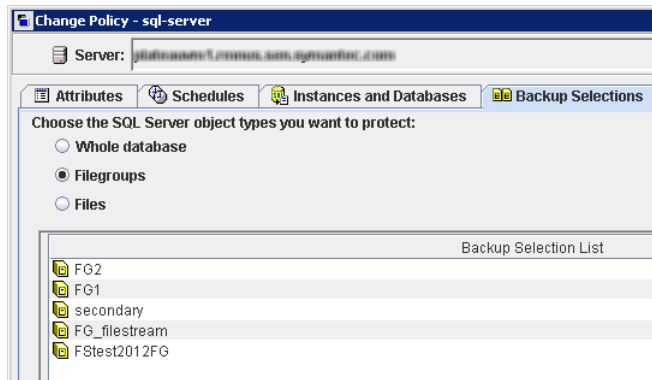 Change Policy - sql-server
Server:
Attributes Schedules Instances and Databases Backup Selections
Choose the SQL Server object types you want to protect:
Whole database
Filegroups
Files
Backup Selection List
FG2
FG1
secondary
FG_filestream
FStest2012FG